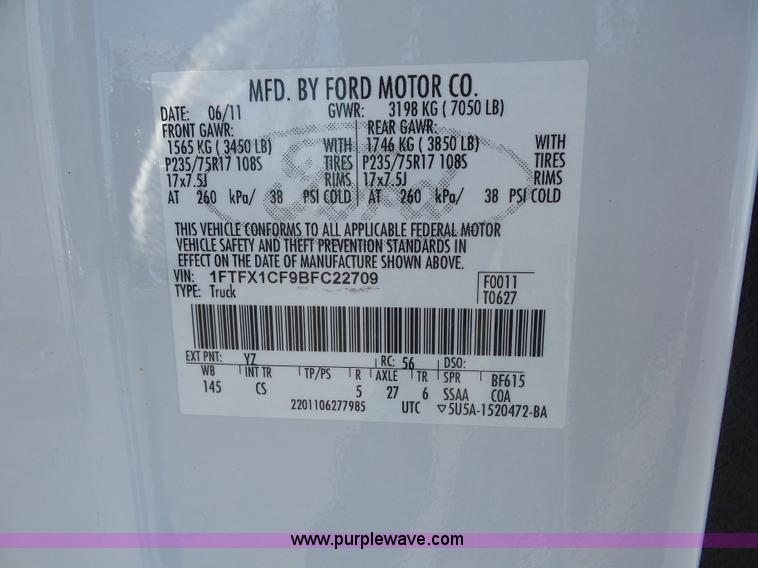 MFD. BY FORD MOTOR CO.
DATE: 06/11 GVWR: 3198 KG ( 7050 LB)
FRONT GAWR: REAR GAWR:
1565 KG ( 3450 LB) WITH 1746 KG ( 3850 LB) WITH
P235/75R17 108S TIRES P235/75R17 108S TIRES
17x7.5J RIMS 17x7.5J RIMS
AT 260 kPa/ 38 PSI COLD AT 260 kPa/ 38 PSI COLD
Ford
THIS VEHICLE CONFORMS TO ALL APPLICABLE FEDERAL MOTOR
VEHICLE SAFETY AND THEFT PREVENTION STANDARDS IN
EFFECT ON THE DATE OF MANUFACTURE SHOWN ABOVE.
VIN: 1FTFX1CF9BFC22709 F0011
TYPE: Truck T0627
EXT PNT: YZ RC: 56 DSO:
WB INT TR TP/PS R AXLE TR SPR BF615
145 CS 5 27 6 SSAA COA
2201106277985 UTC ▽5U5A-1520472-BA
www.purplewave.com